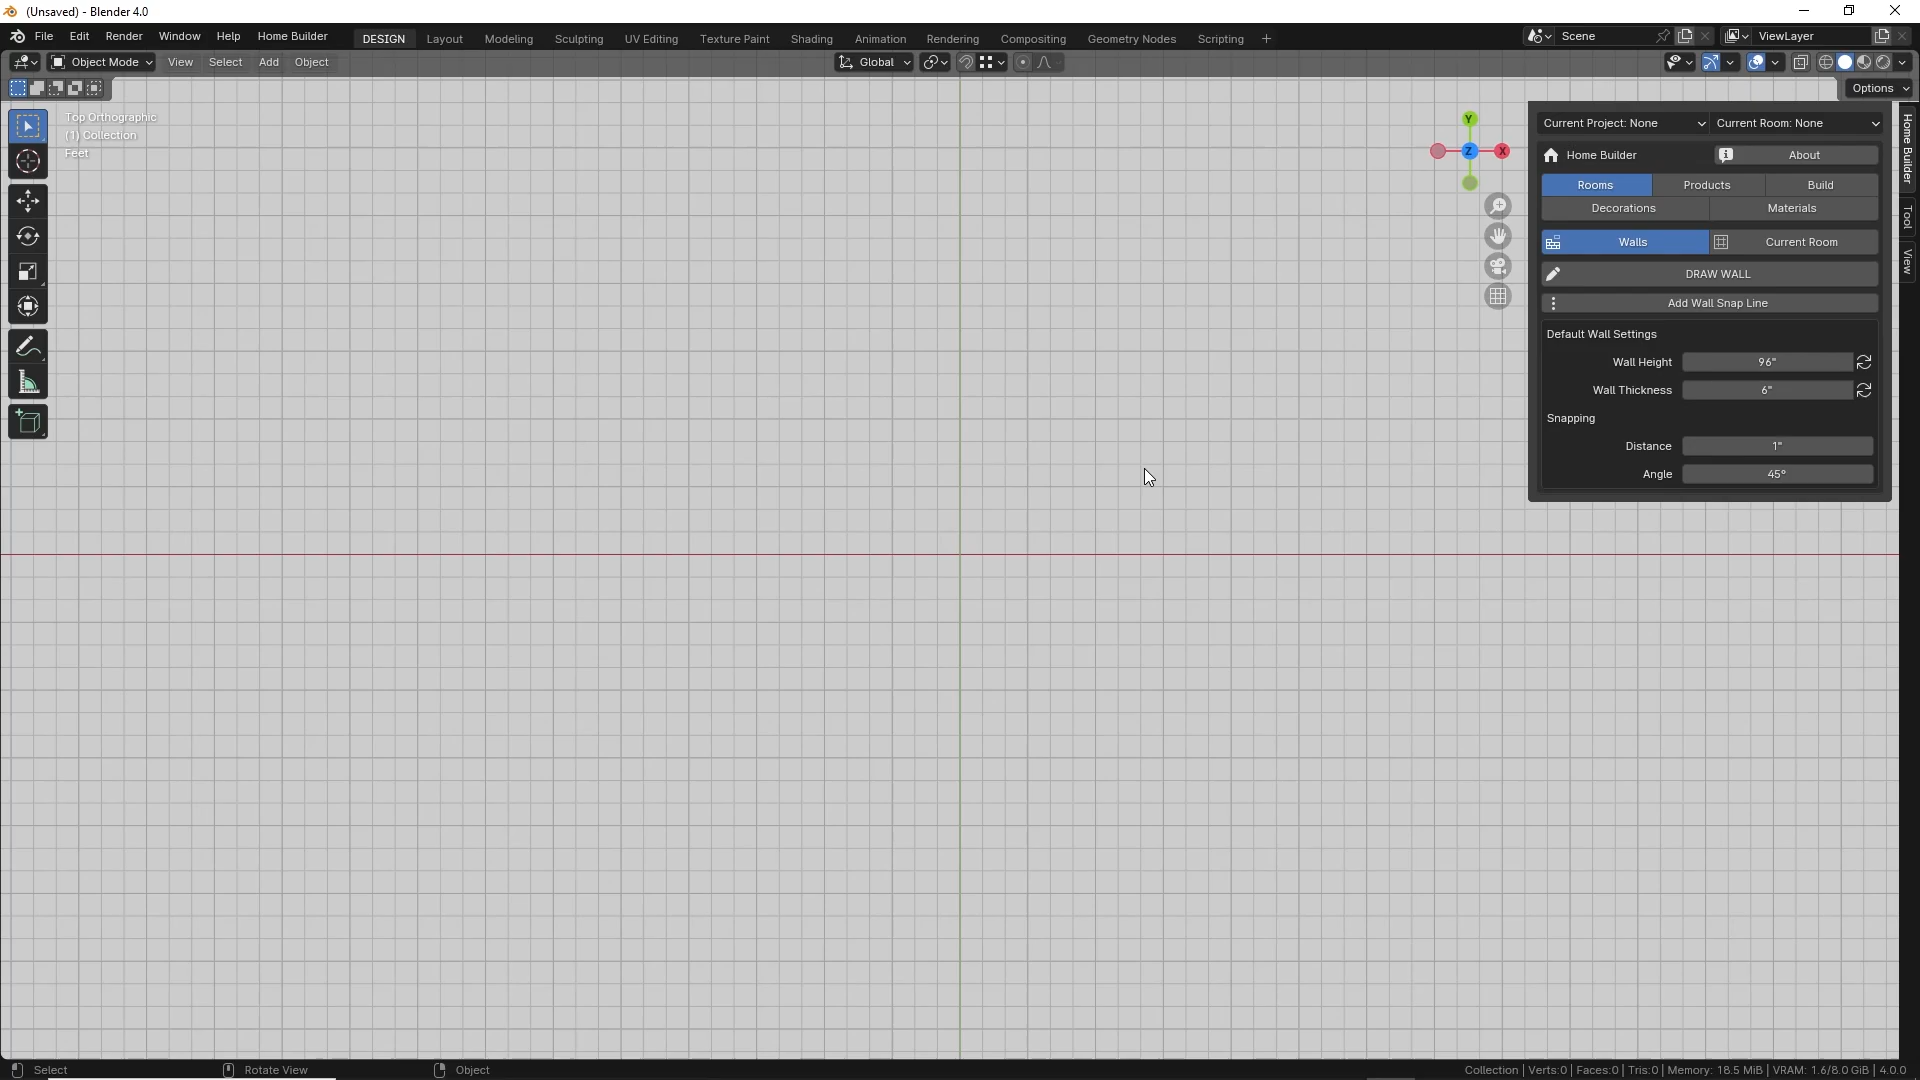 (Unsaved) - Blender 4.0
File Edit Render Window Help Home Builder DESIGN Layout Modeling Sculpting UV Editing Texture Paint Shading Animation Rendering Compositing Geometry Nodes Scripting + Scene ViewLayer
Object Mode View Select Add Object Global
Options
Top Orthographic
(1) Collection
Feet
Y
Z
X
Current Project: None Current Room: None
Home Builder About
Rooms Products Build
Decorations Materials
Walls Current Room
DRAW WALL
Add Wall Snap Line
Default Wall Settings
Wall Height 96"
Wall Thickness 6"
Snapping
Distance 1"
Angle 45°
Home Builder
Tool
View
Select Rotate View Object Collection | Verts:0 | Faces:0 | Tris:0 | Memory: 18.5 MiB | VRAM: 1.6/8.0 GiB | 4.0.0